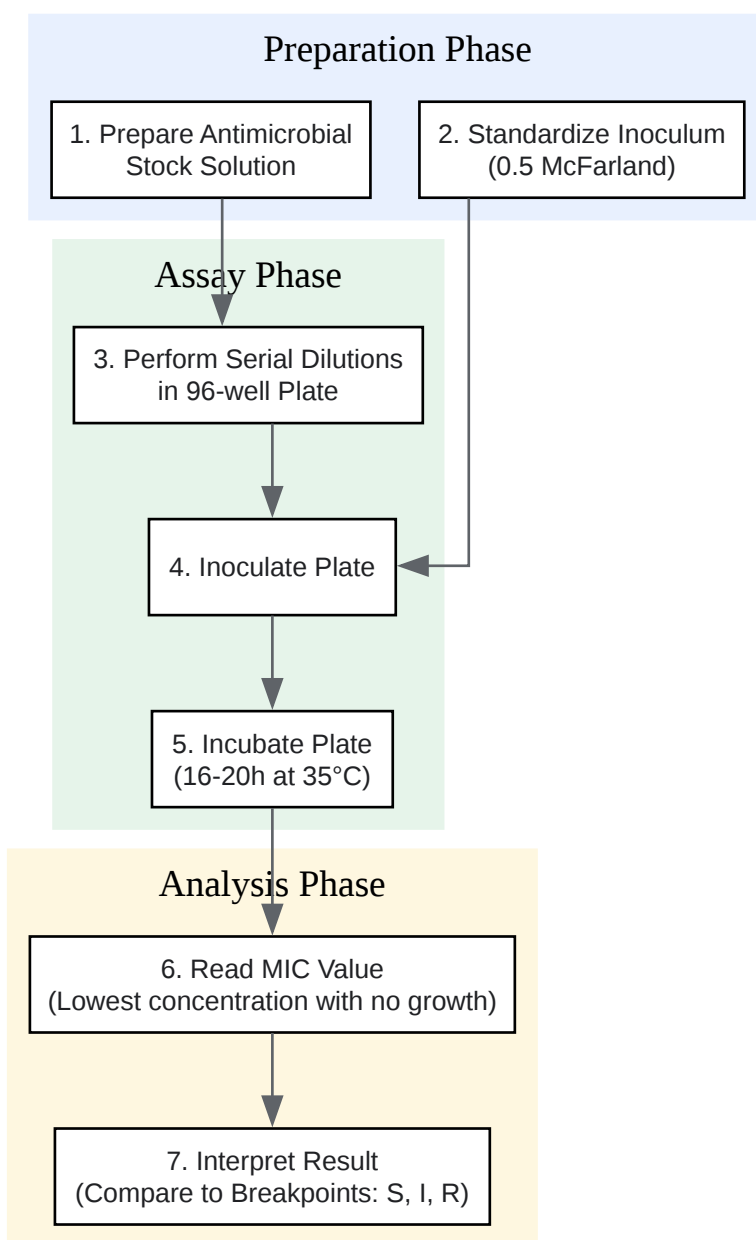 Preparation Phase
1. Prepare Antimicrobial
Stock Solution
2. Standardize Inoculum
(0.5 McFarland)
Assay Phase
3. Perform Serial Dilutions
in 96-well Plate
4. Inoculate Plate
5. Incubate Plate
(16-20h at 35°C)
Analysis Phase
6. Read MIC Value
(Lowest concentration with no growth)
7. Interpret Result
(Compare to Breakpoints: S, I, R)